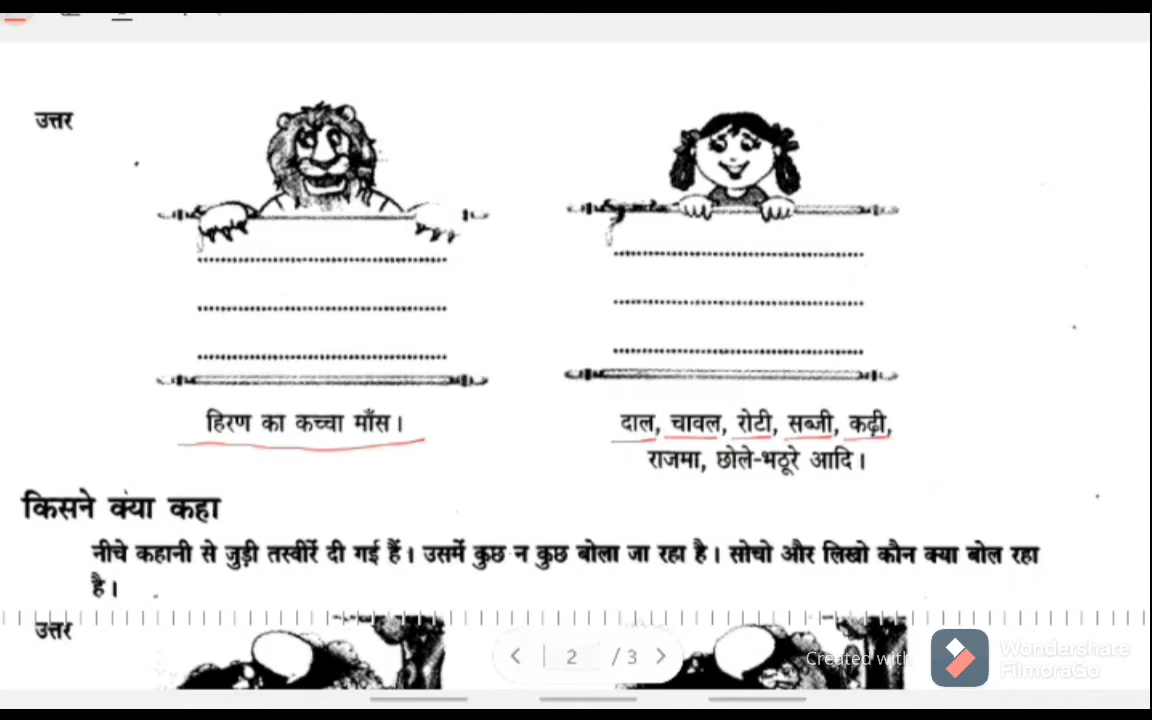 उत्तर
हिरण का कच्चा माँस।
दाल, चावल, रोटी, सब्जी, कढ़ी,
राजमा, छोले-भठूरे आदि।
किसने क्या कहा
नीचे कहानी से जुड़ी तस्वीरें दी गई हैं। उसमें कुछ न कुछ बोला जा रहा है। सोचो और लिखो कौन क्या बोल रहा
है।
उत्तर
2 / 3
Created with
Wondershare
FilmoraGo